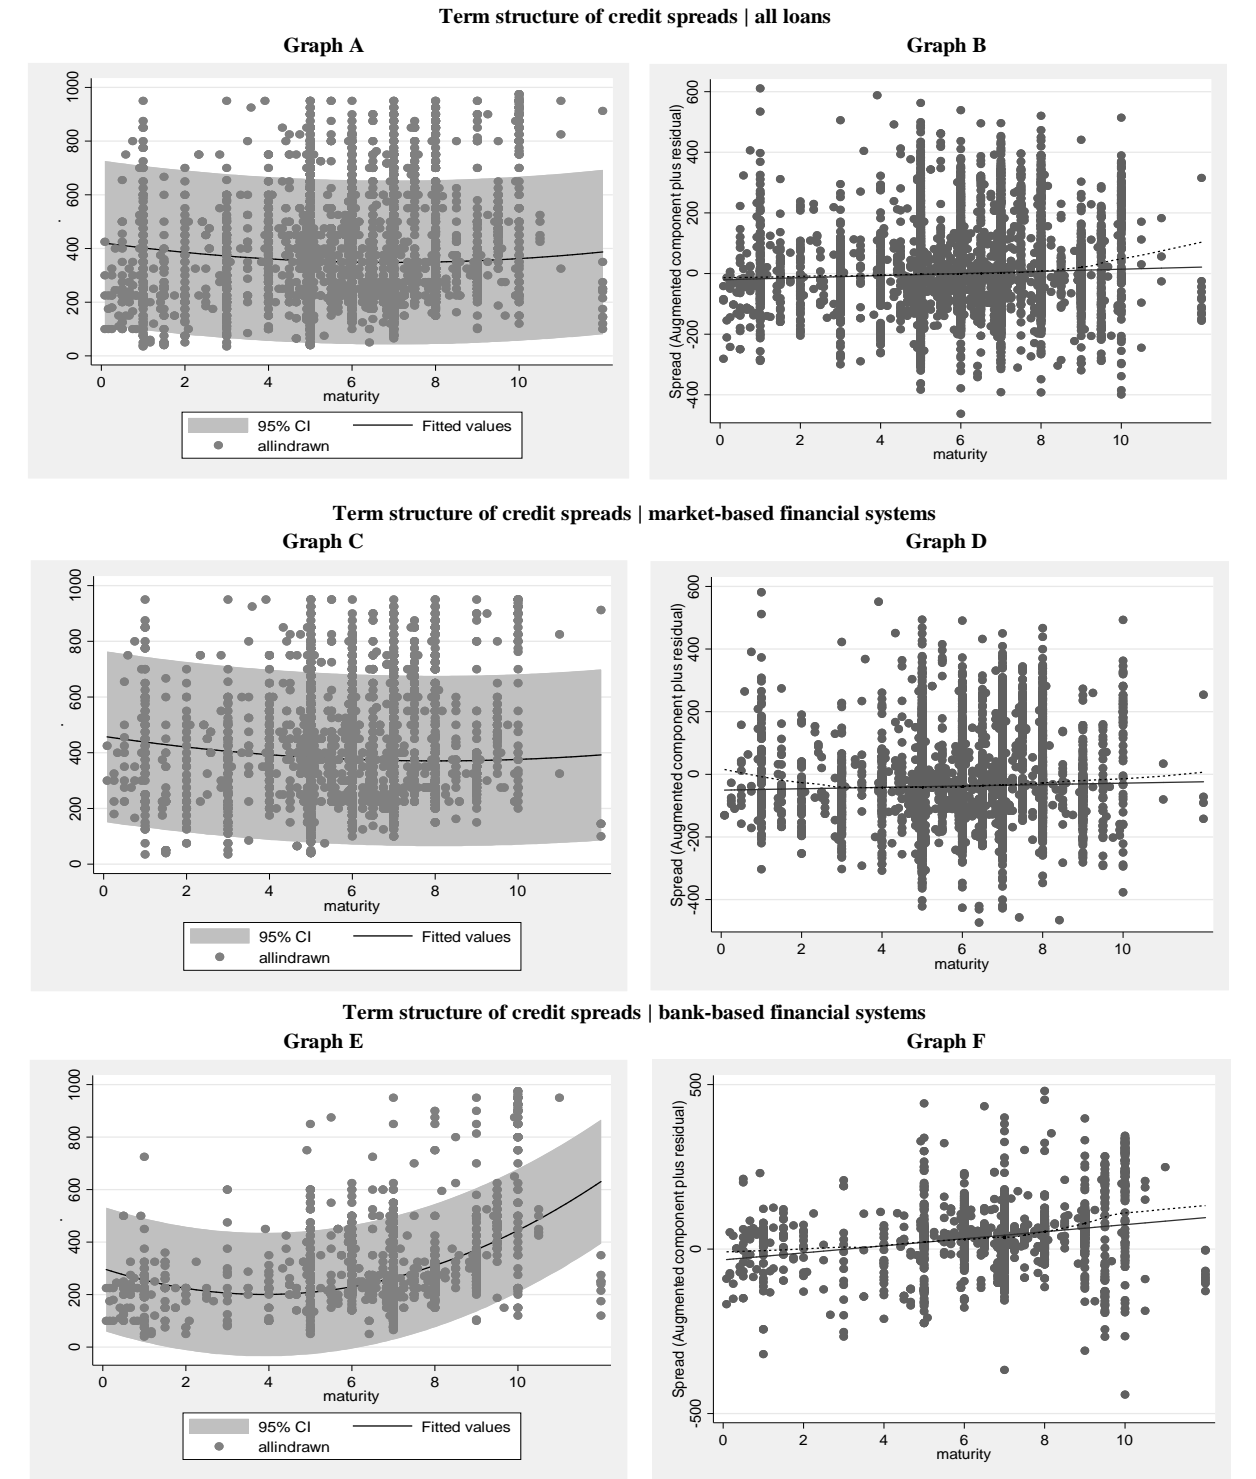 Term structure of credit spreads | all loans
Graph A
1000
800
600
400
200
0
0 2 4 6 8 10
maturity
95% CI Fitted values
allindrawn
Graph B
Spread (Augmented component plus residual)
600
400
200
0
-200
-400
0 2 4 6 8 10
maturity
Term structure of credit spreads | market-based financial systems
Graph C
1000
800
600
400
200
0
0 2 4 6 8 10
maturity
95% CI Fitted values
allindrawn
Graph D
Spread (Augmented component plus residual)
600
400
200
0
-200
-400
0 2 4 6 8 10
maturity
Term structure of credit spreads | bank-based financial systems
Graph E
1000
800
600
400
200
0
0 2 4 6 8 10
maturity
95% CI Fitted values
allindrawn
Graph F
Spread (Augmented component plus residual)
500
0
-500
0 2 4 6 8 10
maturity